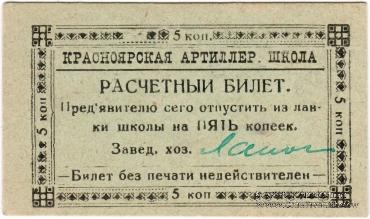 5 коп.
КРАСНОЯРСКАЯ АРТИЛЛЕР. ШКОЛА
РАСЧЕТНЫЙ БИЛЕТ.
Пред'явителю сего отпустить из лав-
ки школы на ПЯТЬ копеек.
Завед. хоз.
Билет без печати недействителен
5 коп.
5 коп
5 коп